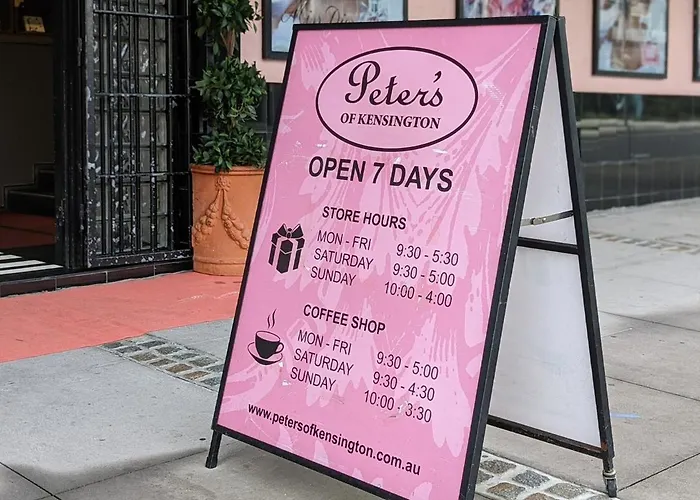 Peter's
OF KENSINGTON
OPEN 7 DAYS
STORE HOURS
MON - FRI 9:30 - 5:30
SATURDAY 9:30 - 5:00
SUNDAY 10:00 - 4:00
COFFEE SHOP
MON - FRI 9:30 - 5:00
SATURDAY 9:30 - 4:30
SUNDAY 10:00 - 3:30
www.petersofkensington.com.au